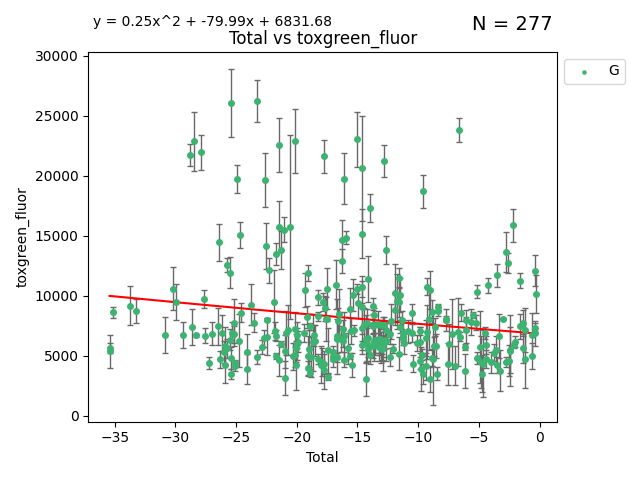 y = 0.25x^2 + -79.99x + 6831.68
N = 277
Total vs toxgreen_fluor
G
toxgreen_fluor
30000
25000
20000
15000
10000
5000
0
−35 −30 −25 −20 −15 −10 −5 0
Total